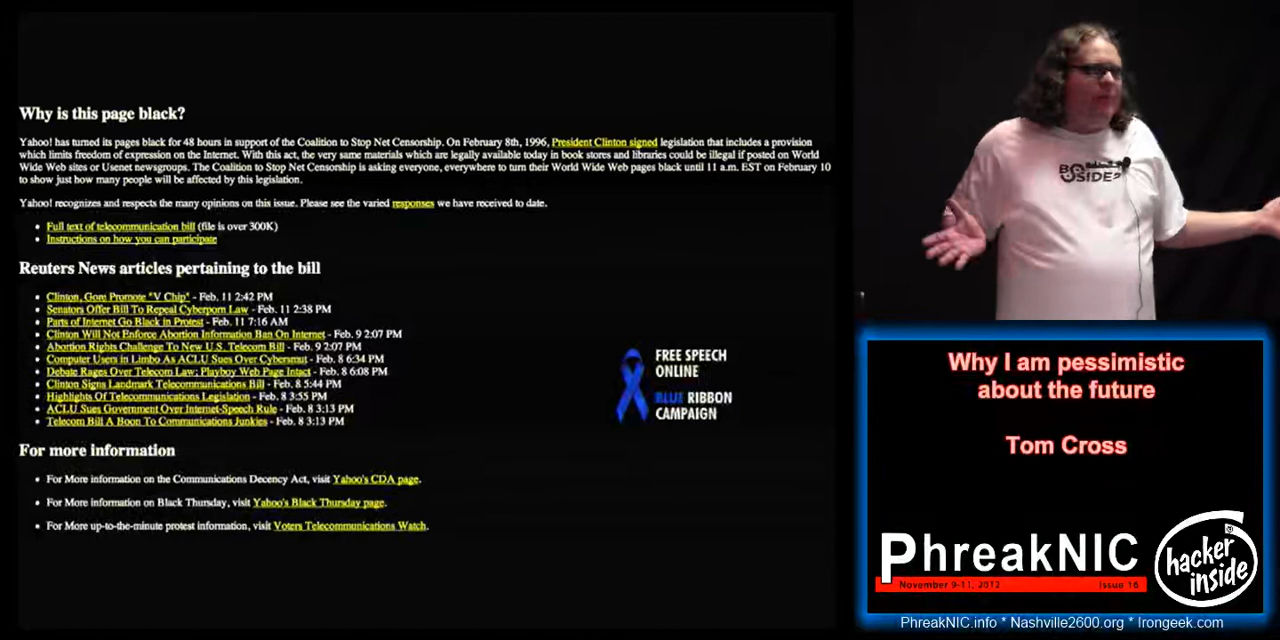 Why is this page black?
Yahoo! has turned its pages black for 48 hours in support of the Coalition to Stop Net Censorship. On February 8th, 1996, President Clinton signed legislation that includes a provision
which limits freedom of expression on the Internet. With this act, the very same materials which are legally available today in book stores and libraries could be illegal if posted on World
Wide Web sites or Usenet newsgroups. The Coalition to Stop Net Censorship is asking everyone, everywhere to turn their World Wide Web pages black until 11 a.m. EST on February 10
to show just how many people will be affected by this legislation.
Yahoo! recognizes and respects the many opinions on this issue. Please see the varied responses we have received to date.
• Full text of telecommunication bill (file is over 300K)
• Instructions on how you can participate
Reuters News articles pertaining to the bill
• Clinton, Gore Promote "V Chip" - Feb. 11 2:42 PM
• Senators Offer Bill To Repeal Cyberporn Law - Feb. 11 2:38 PM
• Parts of Internet Go Black in Protest - Feb. 11 7:16 AM
• Clinton Will Not Enforce Abortion Information Ban On Internet - Feb. 9 2:07 PM
• Abortion Rights Challenge To New U.S. Telecom Bill - Feb. 9 2:07 PM
• Computer Users in Limbo As ACLU Sues Over Cybersmut - Feb. 8 6:34 PM
• Debate Rages Over Telecom Law; Playboy Web Page Intact - Feb. 8 6:08 PM
• Clinton Signs Landmark Telecommunications Bill - Feb. 8 5:44 PM
• Highlights Of Telecommunications Legislation - Feb. 8 3:55 PM
• ACLU Sues Government Over Internet-Speech Rule - Feb. 8 3:13 PM
• Telecom Bill A Boon To Communications Junkies - Feb. 8 3:13 PM
FREE SPEECH
ONLINE
BLUE RIBBON
CAMPAIGN
For more information
• For More information on the Communications Decency Act, visit Yahoo's CDA page.
• For More information on Black Thursday, visit Yahoo's Black Thursday page.
• For More up-to-the-minute protest information, visit Voters Telecommunications Watch.
Why I am pessimistic
about the future
Tom Cross
PhreakNIC
November 9-11, 2012 Issue 16
hacker
inside
PhreakNIC.info * Nashville2600.org * Irongeek.com